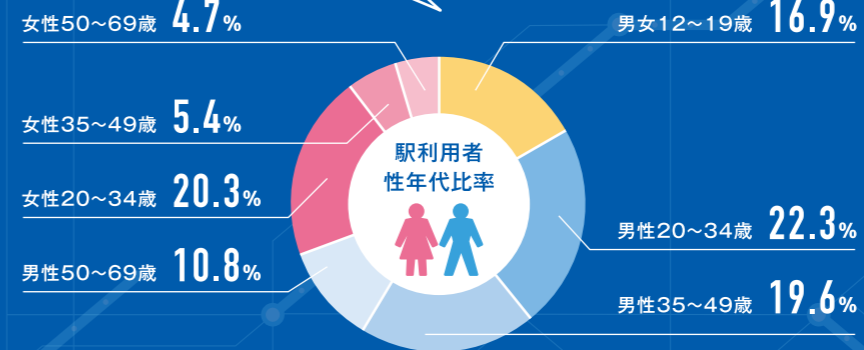 女性50～69歳 4.7%
男女12～19歳 16.9%
女性35～49歳 5.4%
駅利用者
性年代比率
女性20～34歳 20.3%
男性20～34歳 22.3%
男性50～69歳 10.8%
男性35～49歳 19.6%